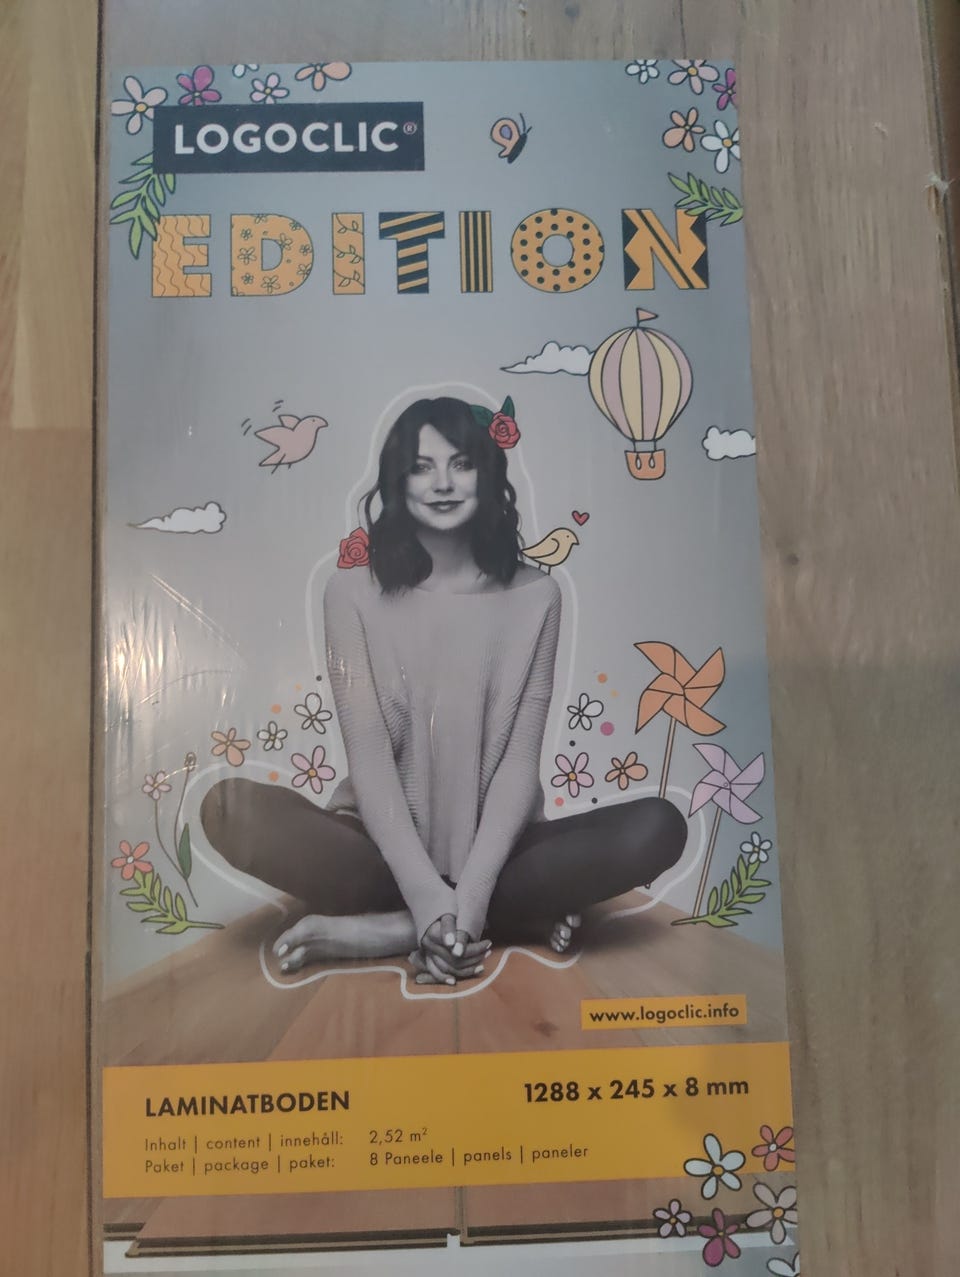 LOGOCLIC®
EDITION
www.logoclic.info
LAMINATBODEN
1288 x 245 x 8 mm
Inhalt | content | innehåll: 2,52 m²
Paket | package | paket: 8 Paneele | panels | paneler